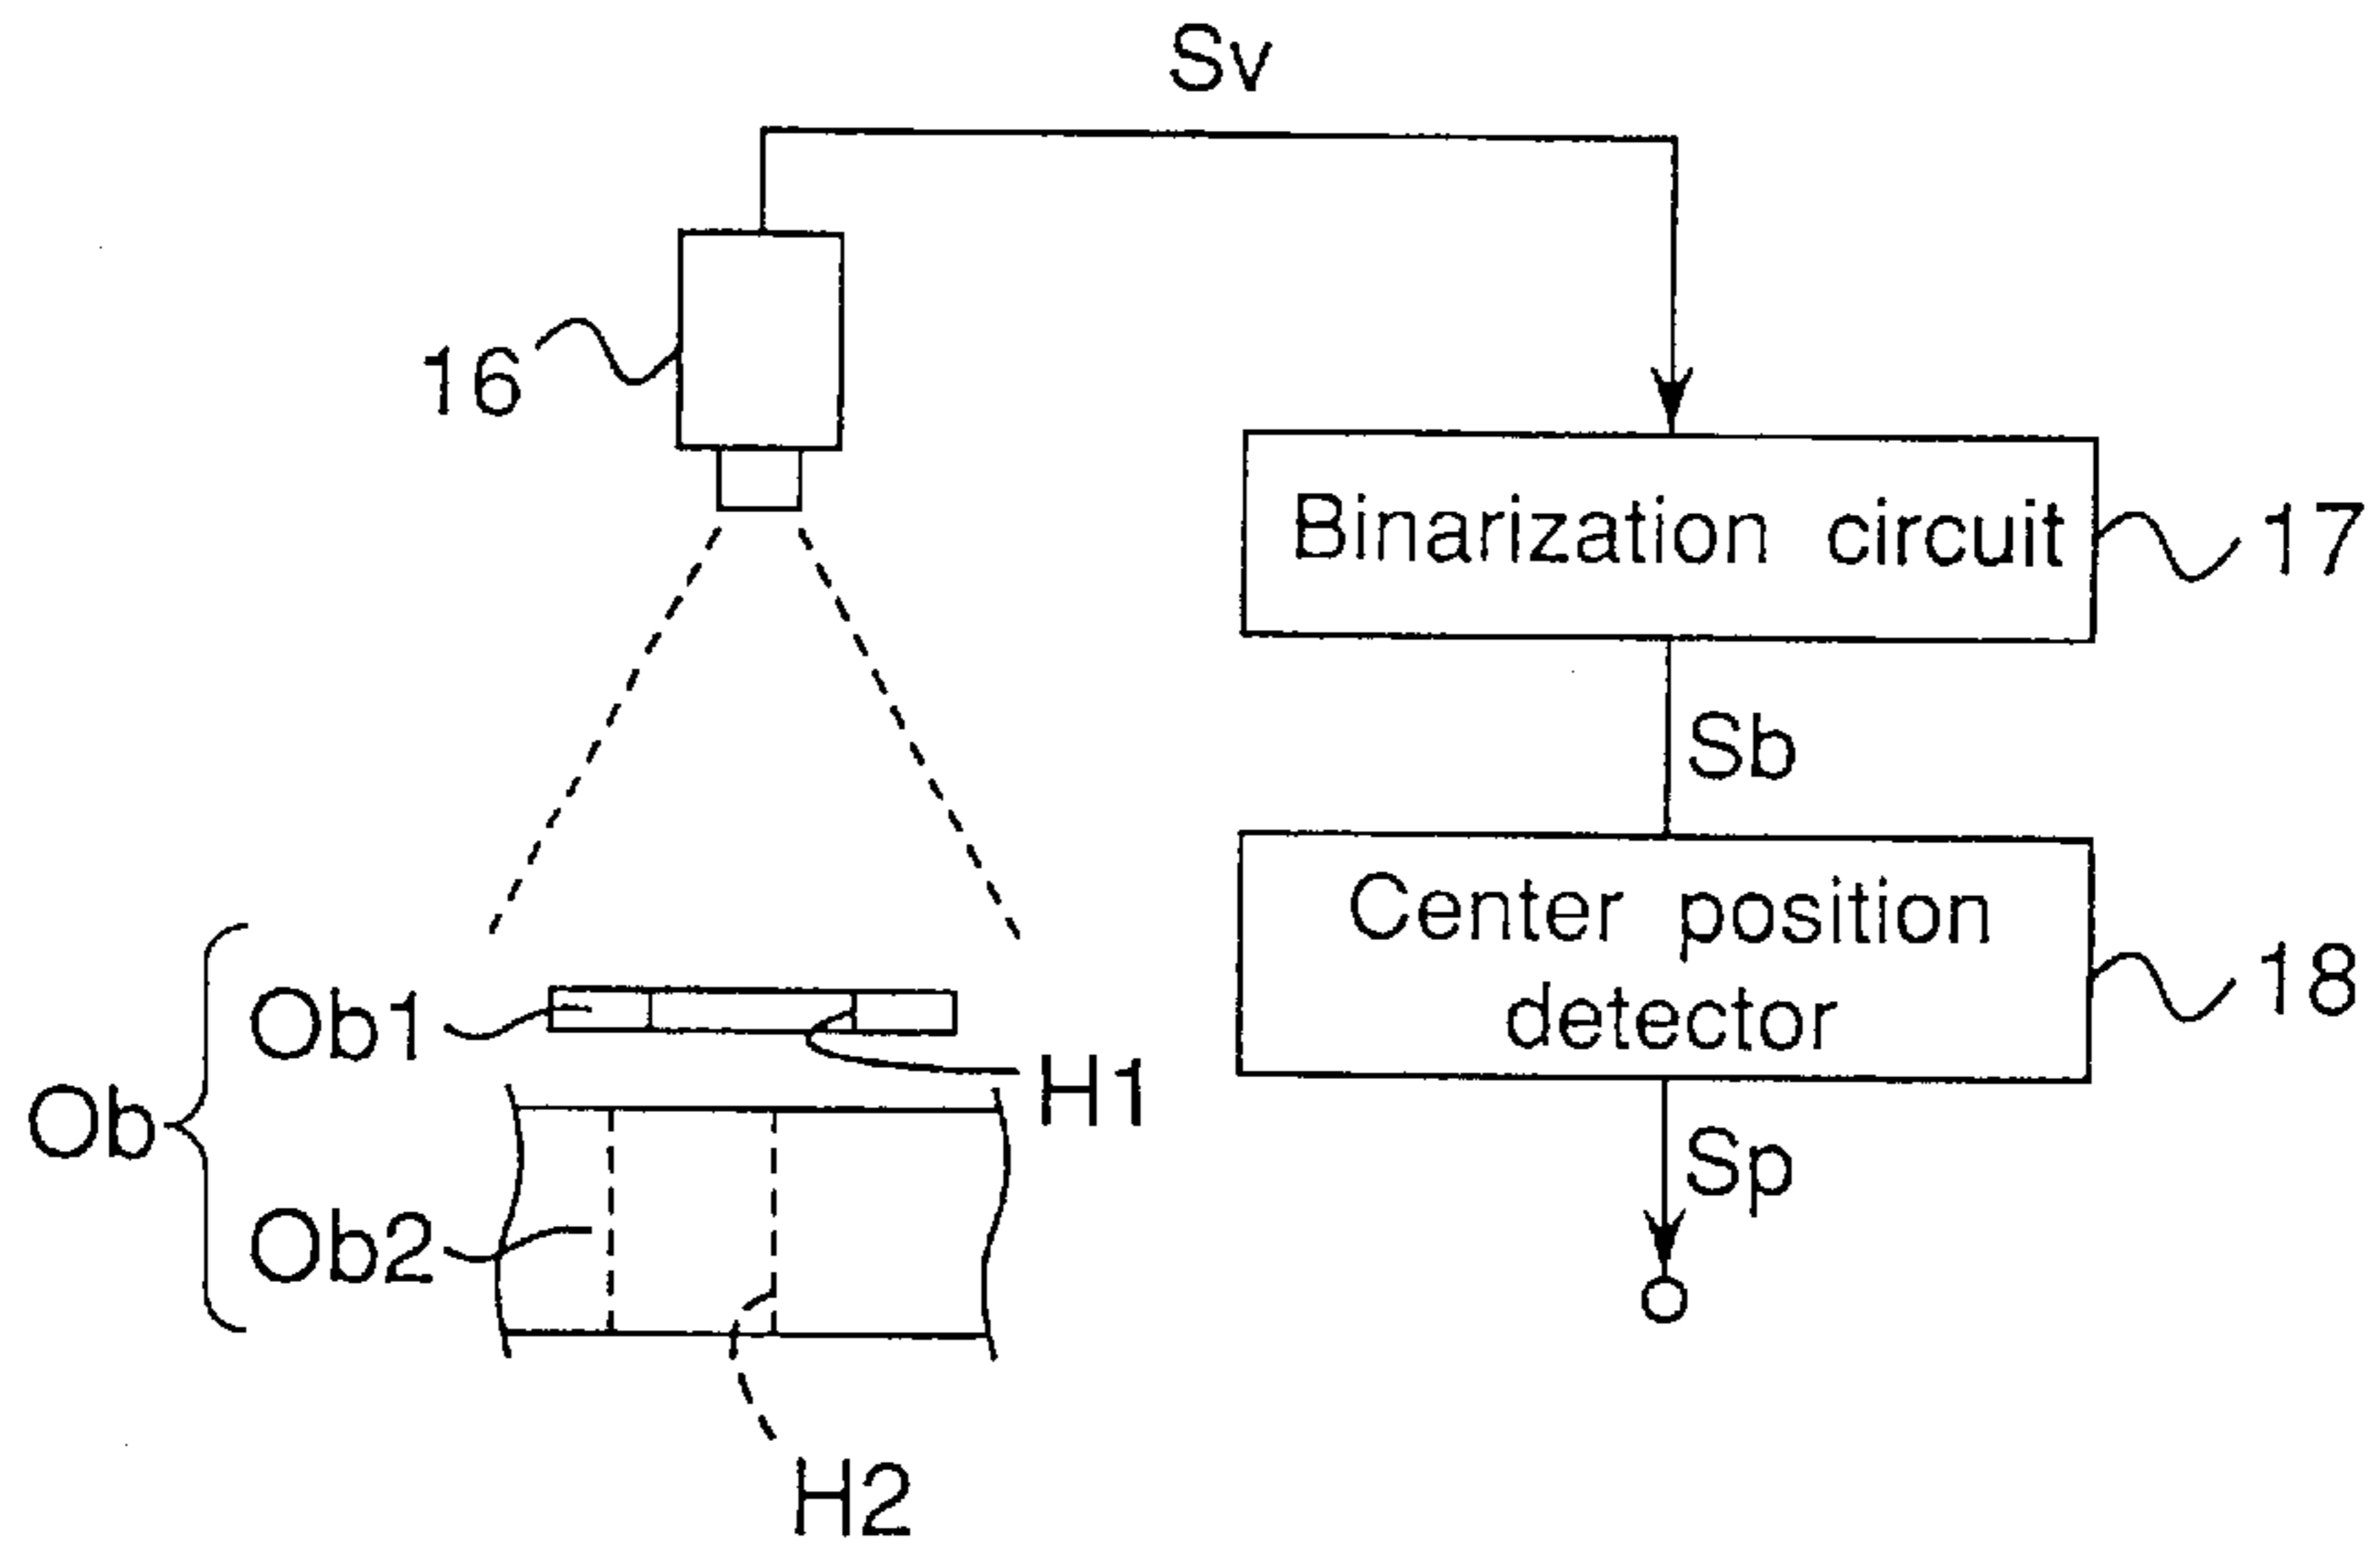 Sv
16
Binarization circuit
17
Sb
Center position
detector
18
Ob1
H1
Ob
Sp
Ob2
H2